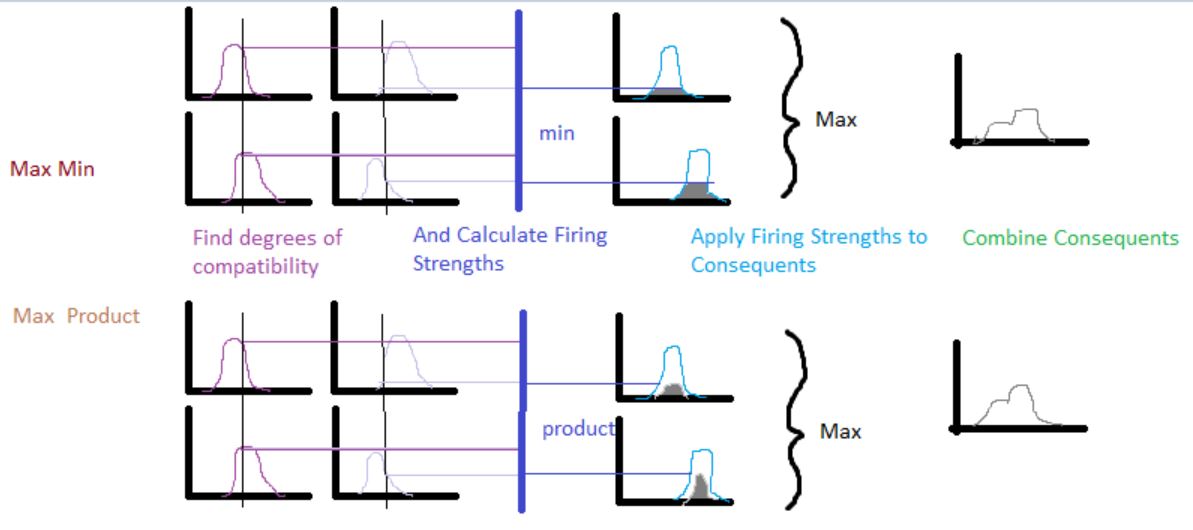 min
Max
Max Min
Find degrees of
compatibility
And Calculate Firing
Strengths
Apply Firing Strengths to
Consequents
Combine Consequents
Max Product
product
Max